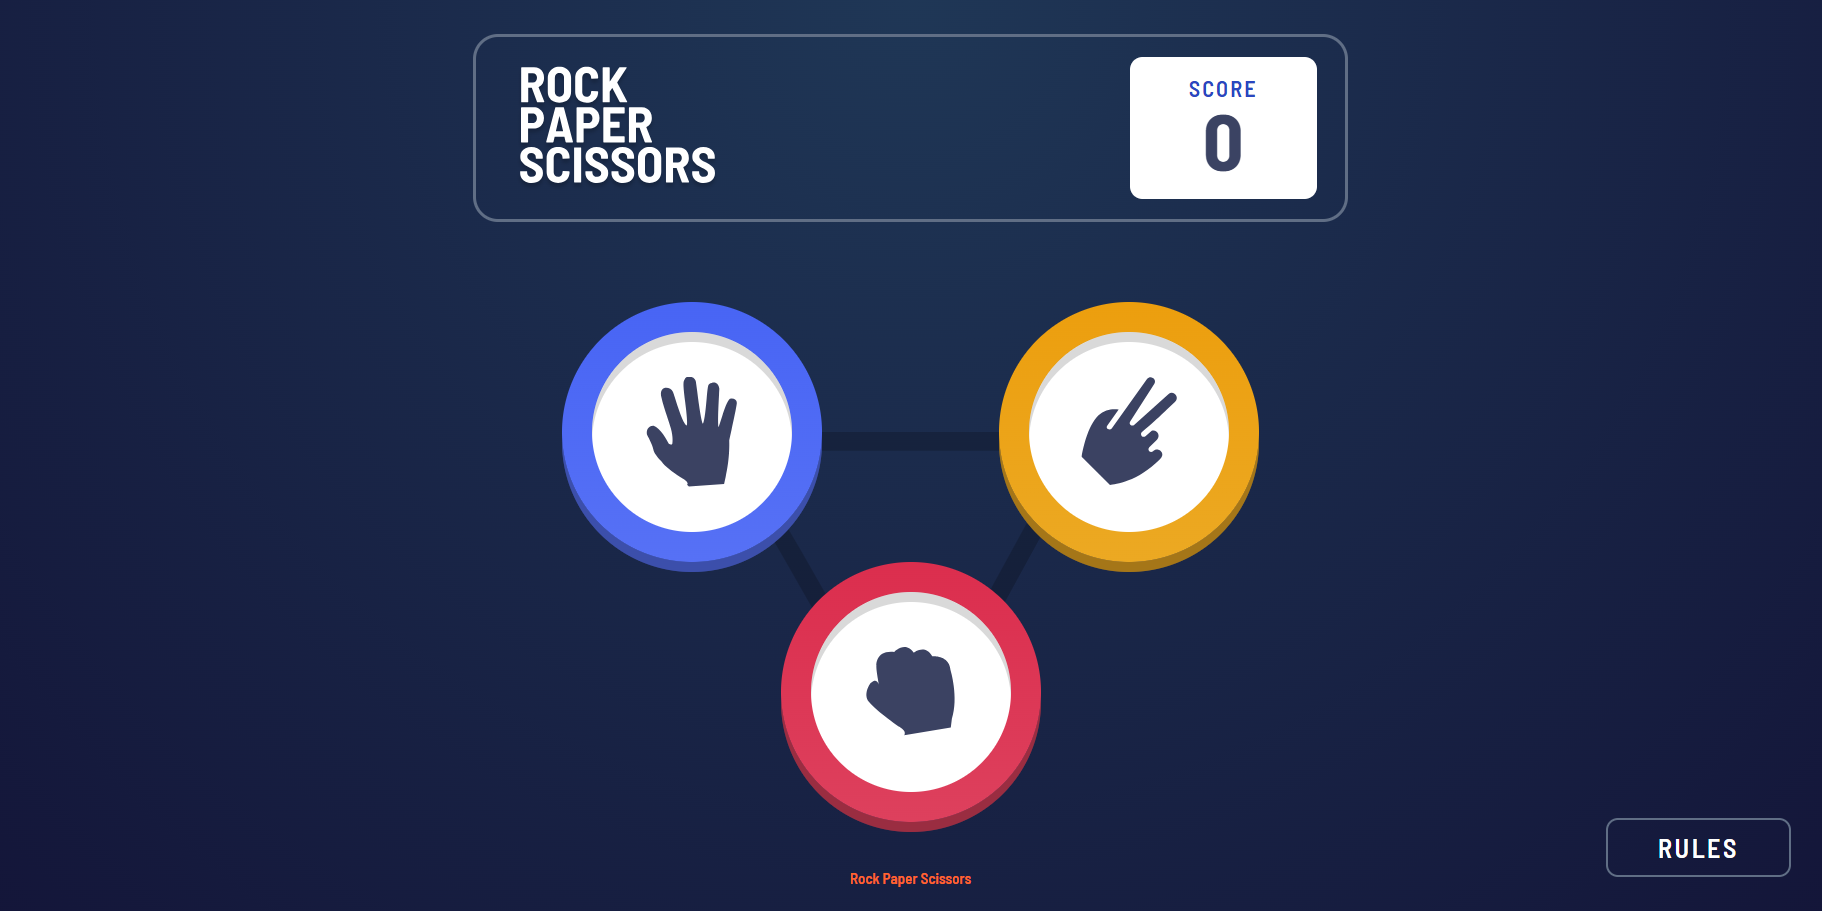 ROCK
PAPER
SCISSORS
SCORE
0
RULES
Rock Paper Scissors